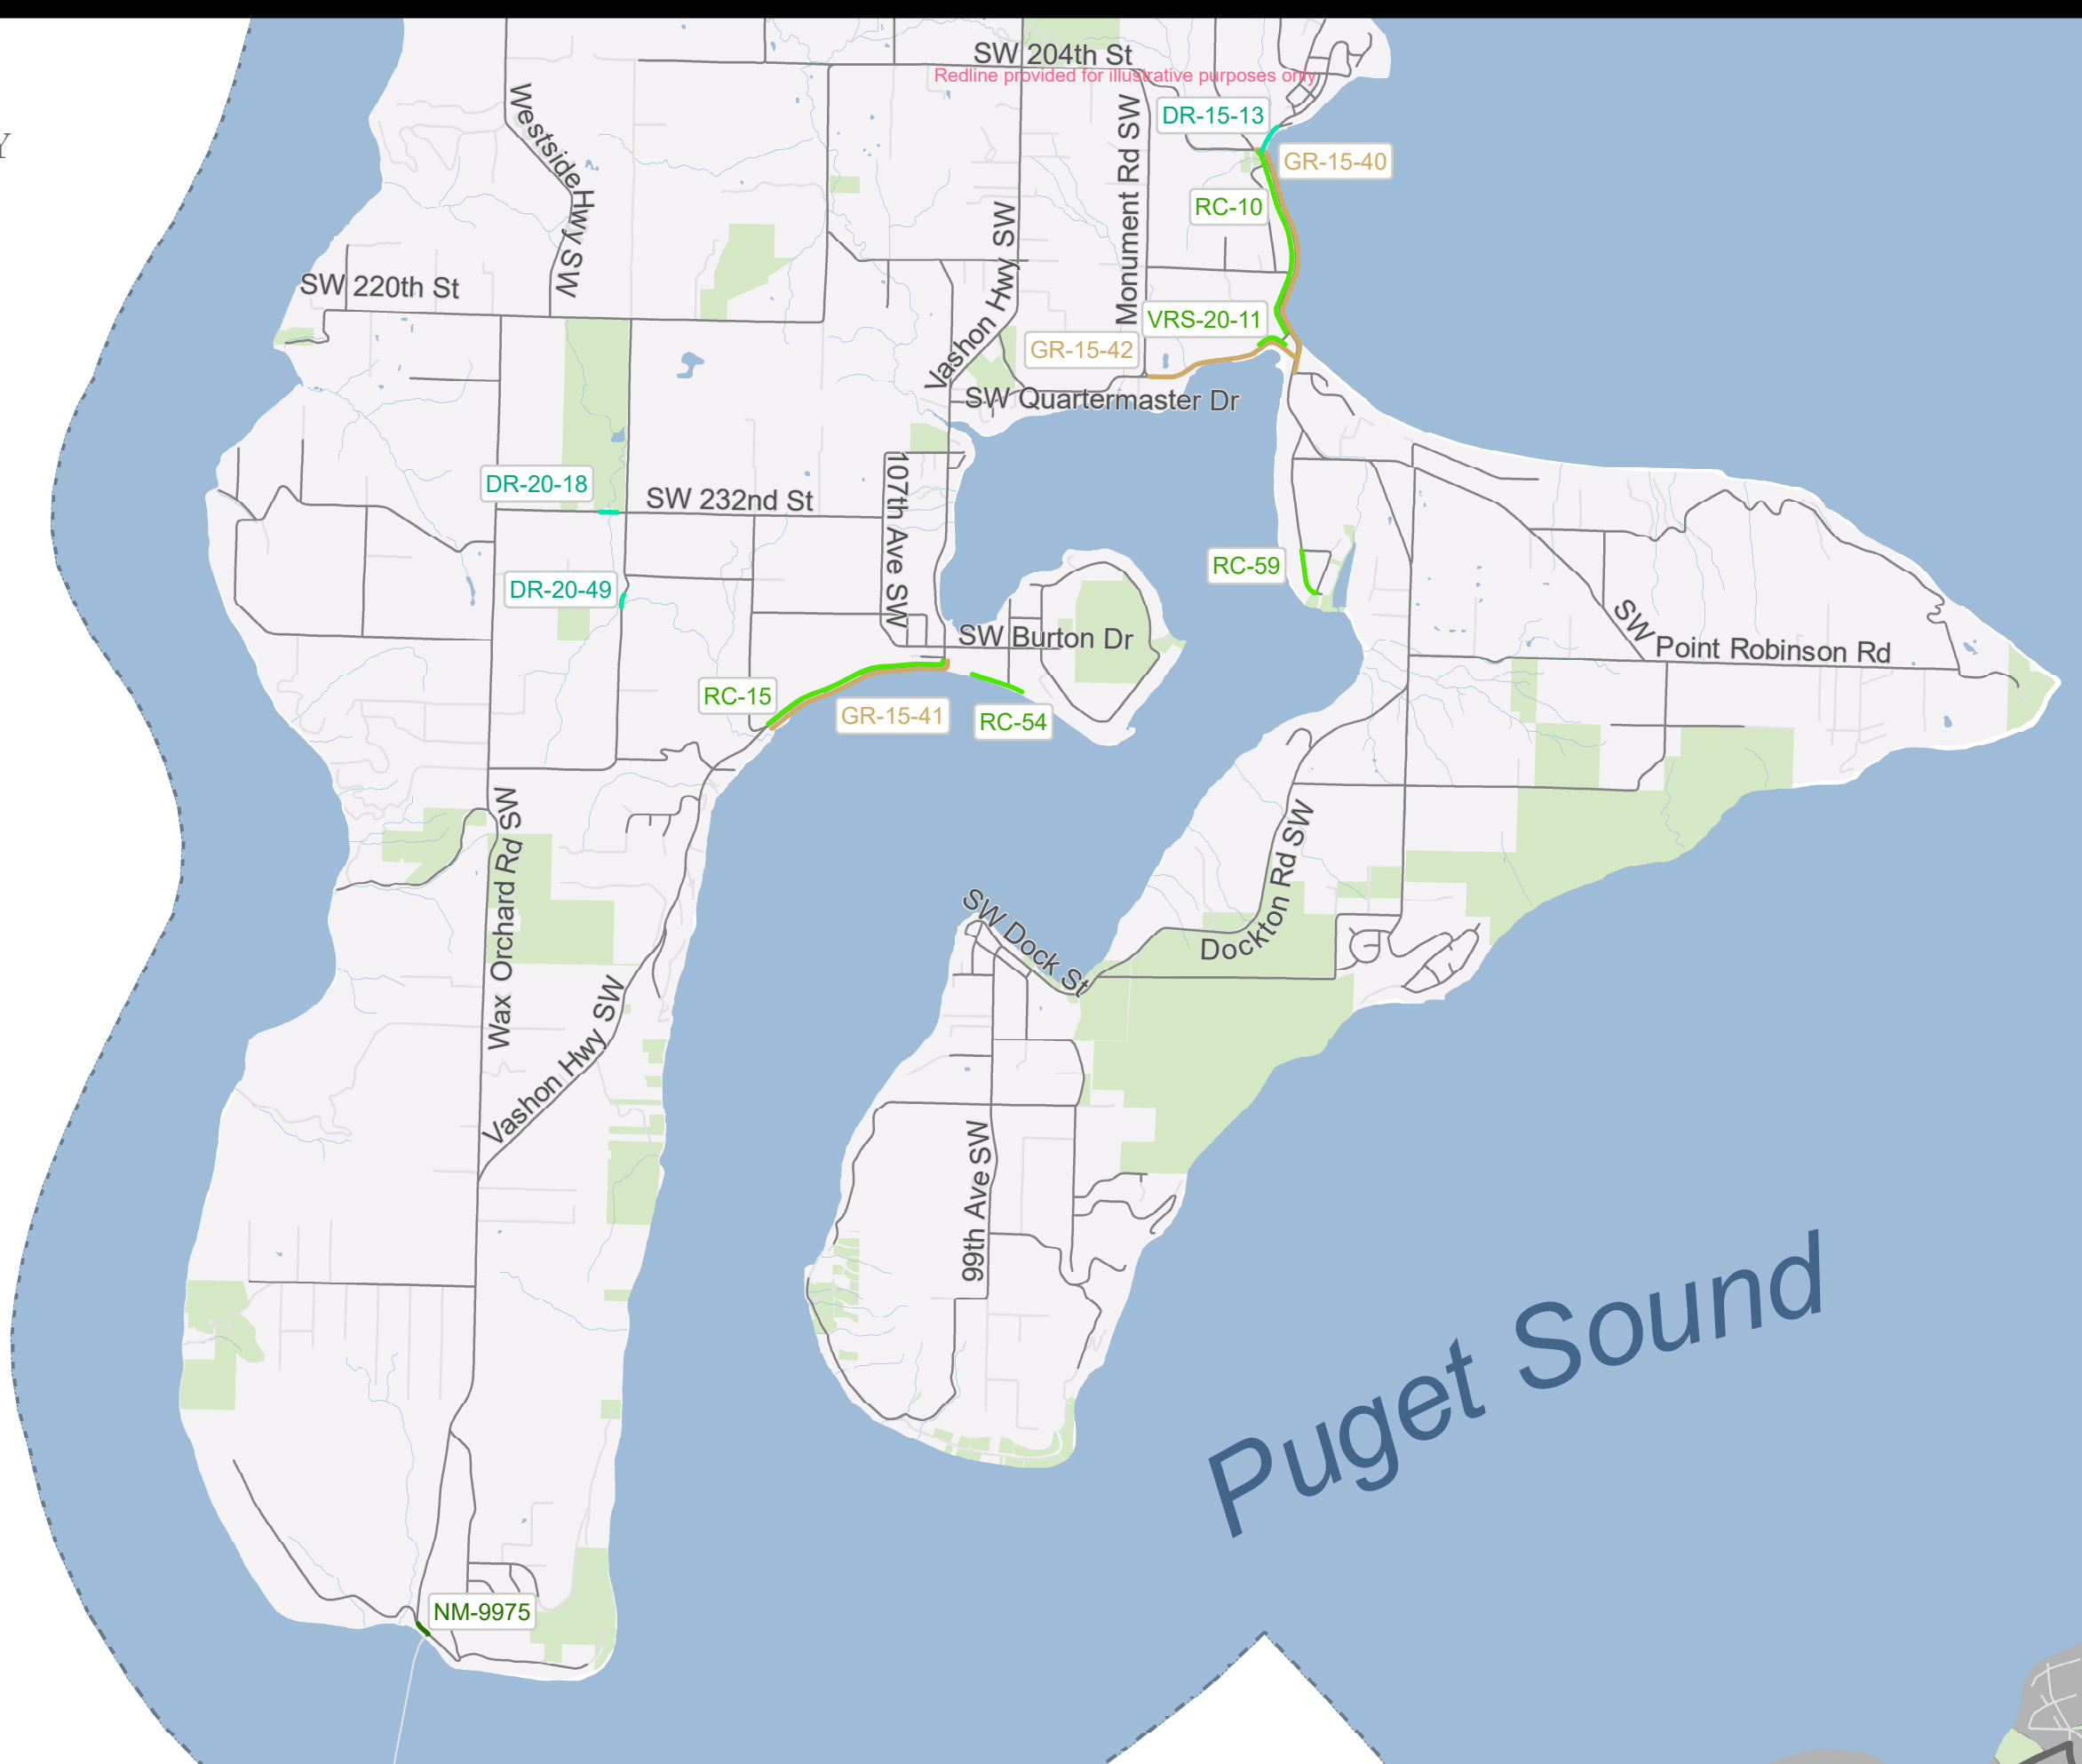 SW 204th St
Redline provided for illustrative purposes only
Y
Westside Hwy SW
Monument Rd SW
DR-15-13
GR-15-40
RC-10
Vashon Hwy SW
SW 220th St
VRS-20-11
GR-15-42
SW Quartermaster Dr
DR-20-18
SW 232nd St
107th Ave SW
RC-59
DR-20-49
SW Burton Dr
SW Point Robinson Rd
RC-15
GR-15-41
RC-54
Wax Orchard Rd SW
Dockton Rd SW
SW Dock St
Vashon Hwy SW
99th Ave SW
Puget Sound
NM-9975